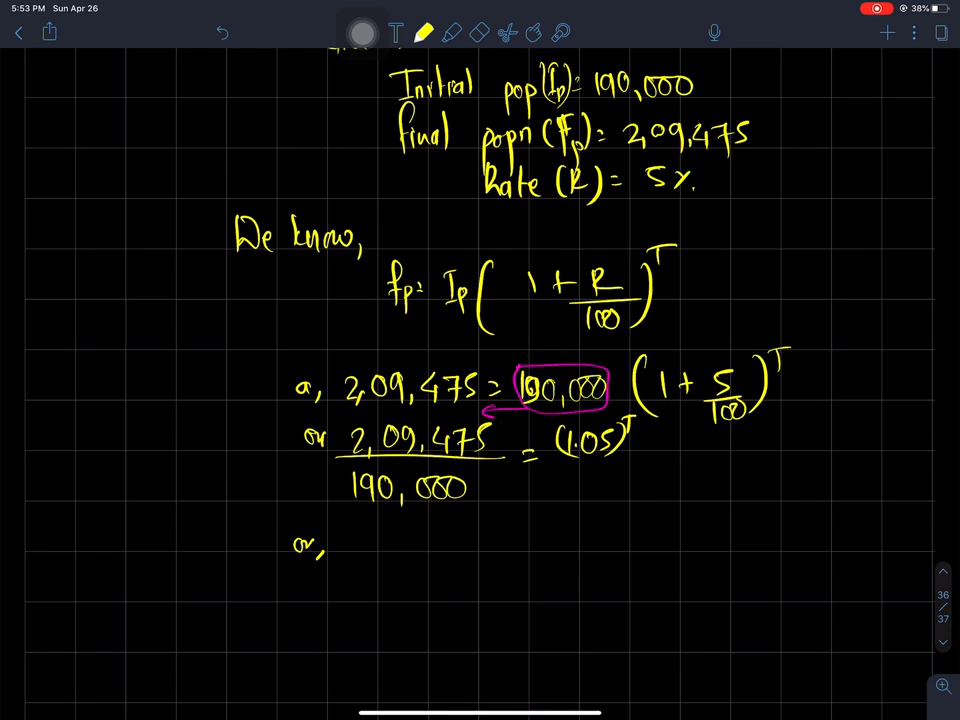 5:53 PM Sun Apr 26
38%
Initial pop(Ip)= 190,000
final popn (Fp)= 2,09,475
Rate (R) = 5%.
We know,
fp= Ip( 1 + R/100 )^T
or, 2,09,475 = 190,000 (1 + 5/100)^T
or 2,09,475 / 190,000 = (1.05)^T
or,
36
/
37